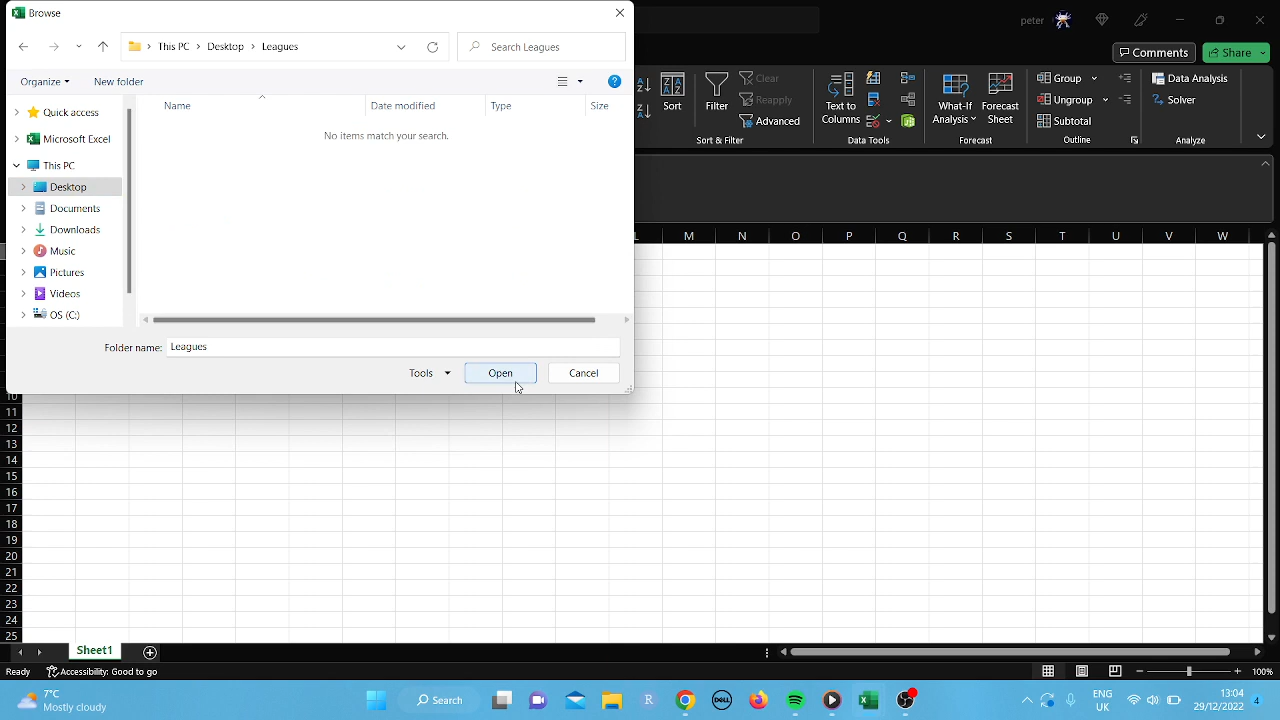 Browse
This PC > Desktop > Leagues
Search Leagues
Organize
New folder
Name
Date modified
Type
Size
No items match your search.
Quick access
Microsoft Excel
This PC
Desktop
Documents
Downloads
Music
Pictures
Videos
OS (C:)
Folder name: Leagues
Tools
Open
Cancel
peter
Comments
Share
Sort
Filter
Clear
Reapply
Advanced
Sort & Filter
Text to
Columns
Data Tools
What-If
Analysis
Forecast
Sheet
Forecast
Group
Ungroup
Subtotal
Outline
Data Analysis
Solver
Analyze
L M N O P Q R S T U V W
10
11
12
13
14
15
16
17
18
19
20
21
22
23
24
25
Sheet1
Ready
Accessibility: Good to go
100%
7°C
Mostly cloudy
Search
DELL
R
ENG
UK
13:04
29/12/2022
4